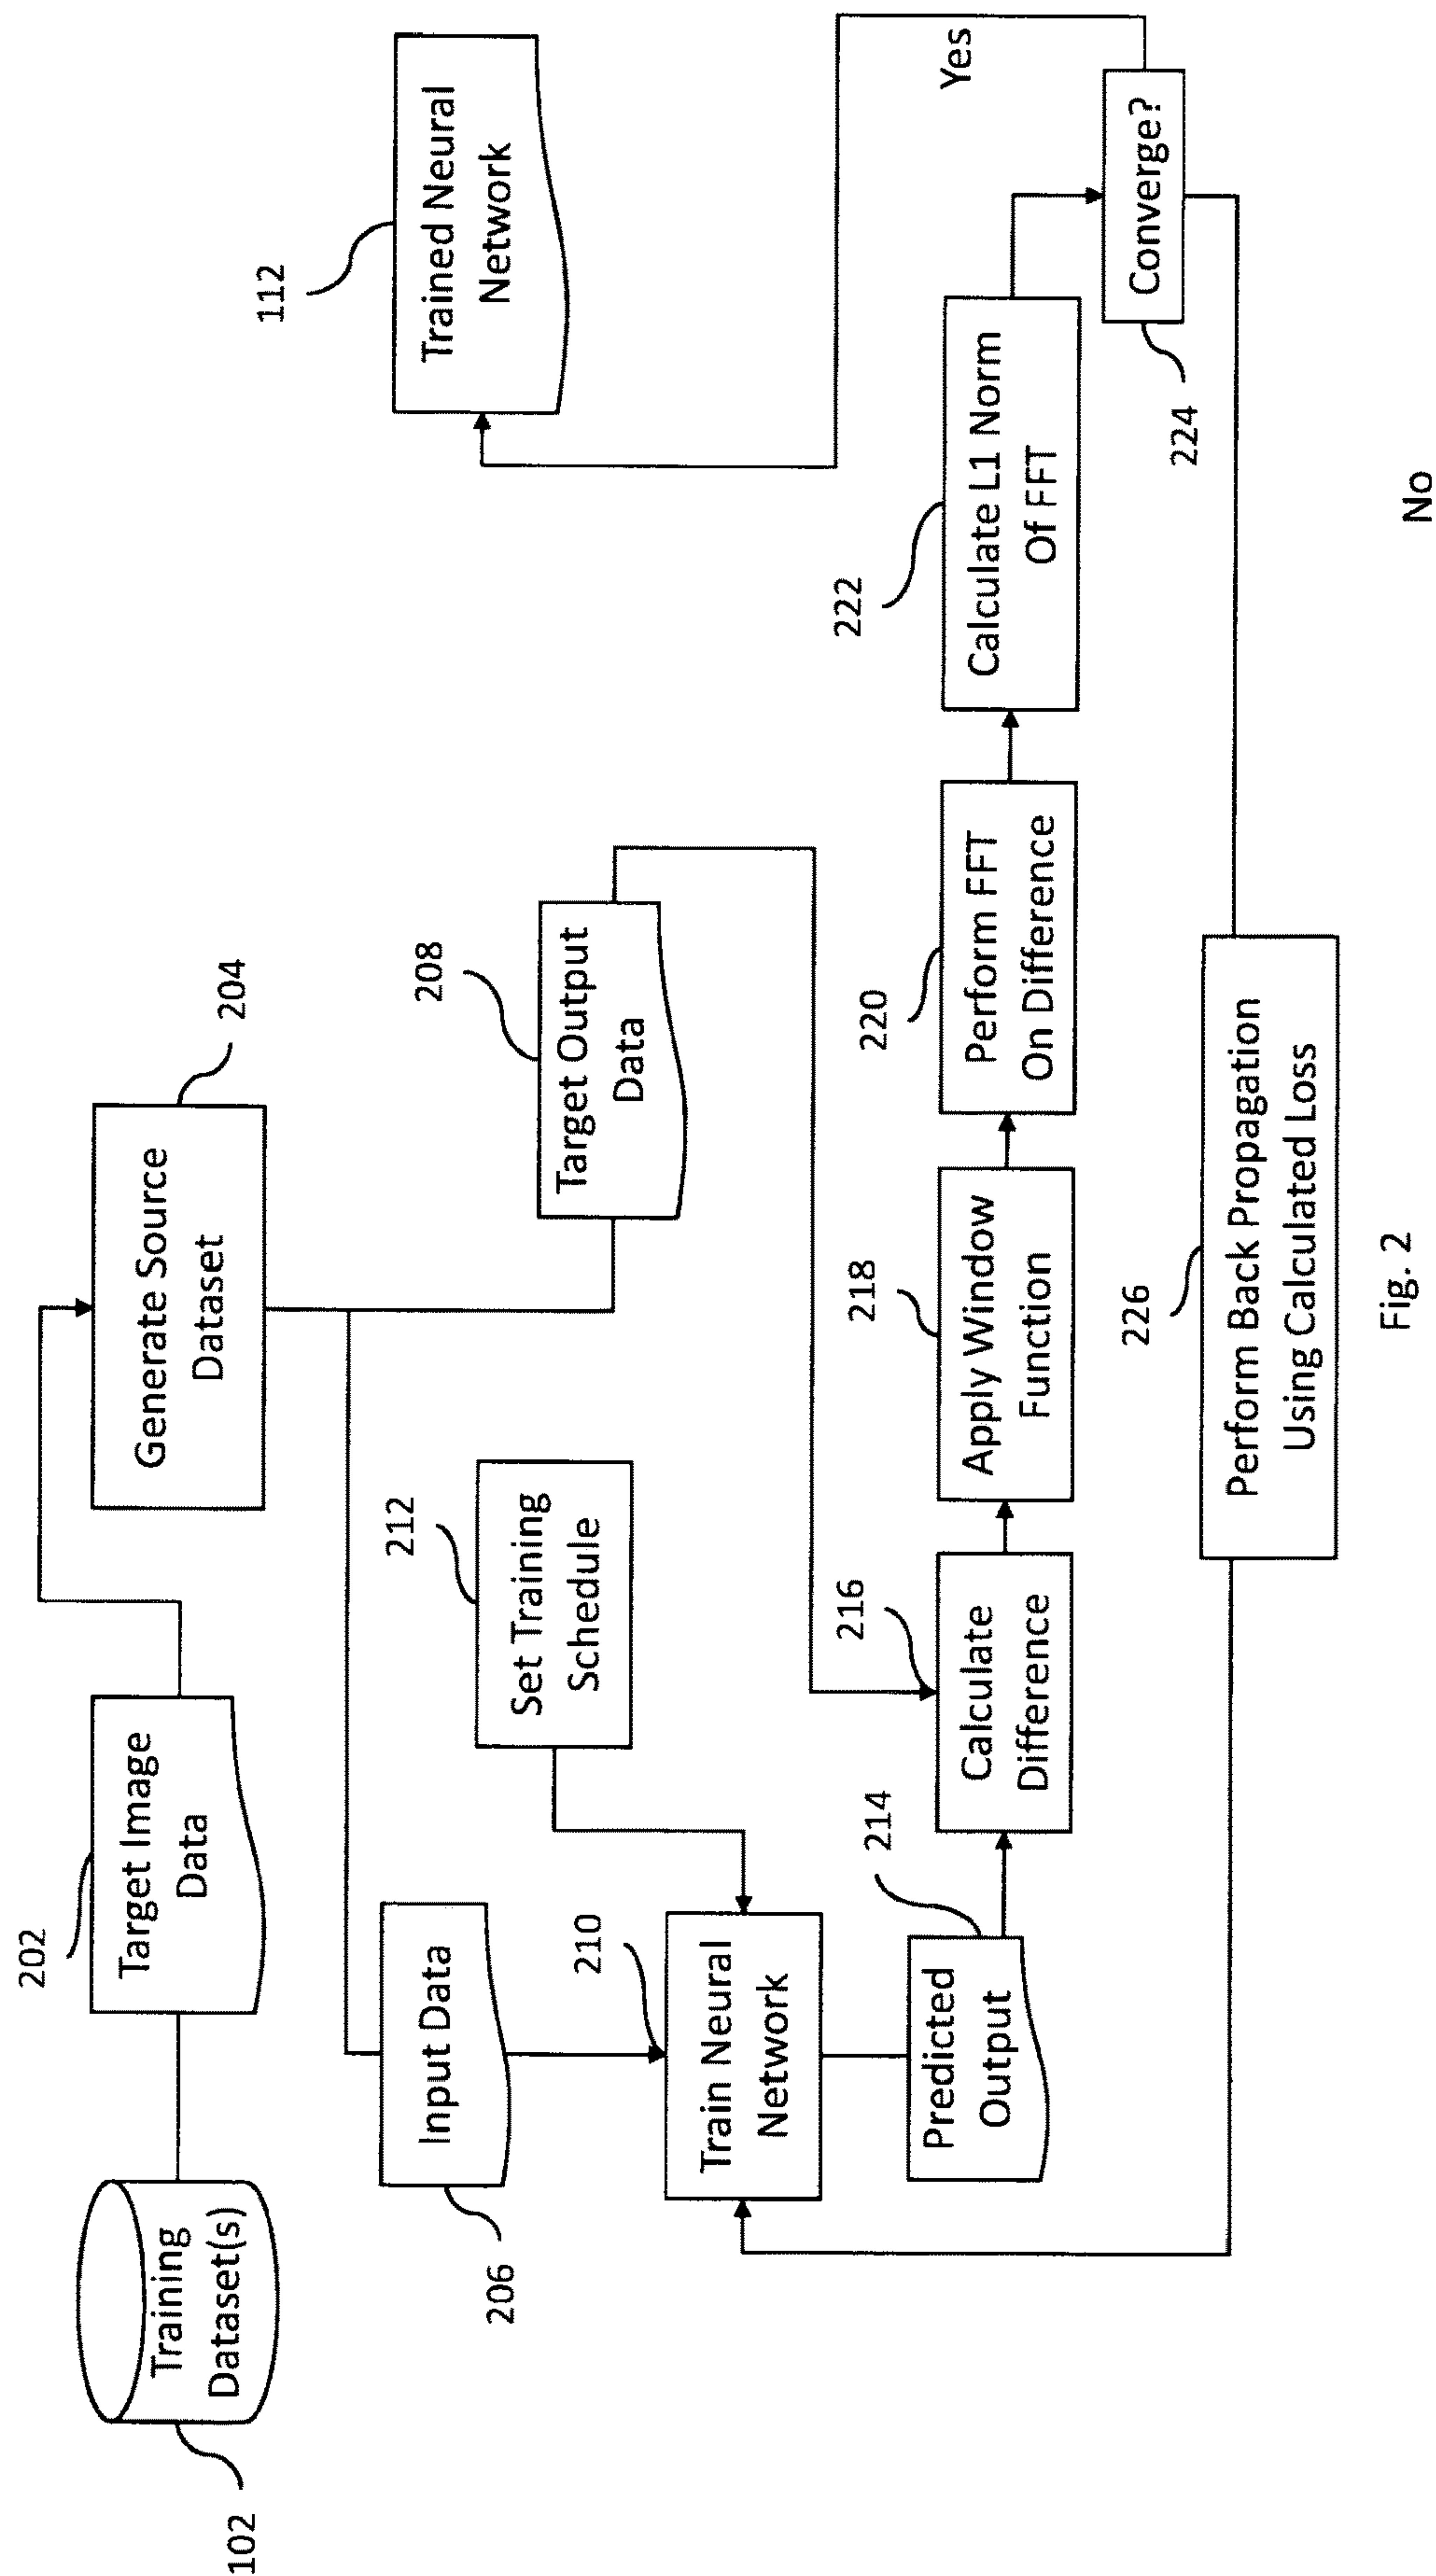 102
Training
Dataset(s)
202
Target Image
Data
204
Generate Source
Dataset
206
Input Data
208
Target Output
Data
210
Train Neural
Network
212
Set Training
Schedule
214
Predicted
Output
216
Calculate
Difference
218
Apply Window
Function
220
Perform FFT
On Difference
222
Calculate L1 Norm
Of FFT
224
Converge?
Yes
112
Trained Neural
Network
No
226
Perform Back Propagation
Using Calculated Loss
Fig. 2